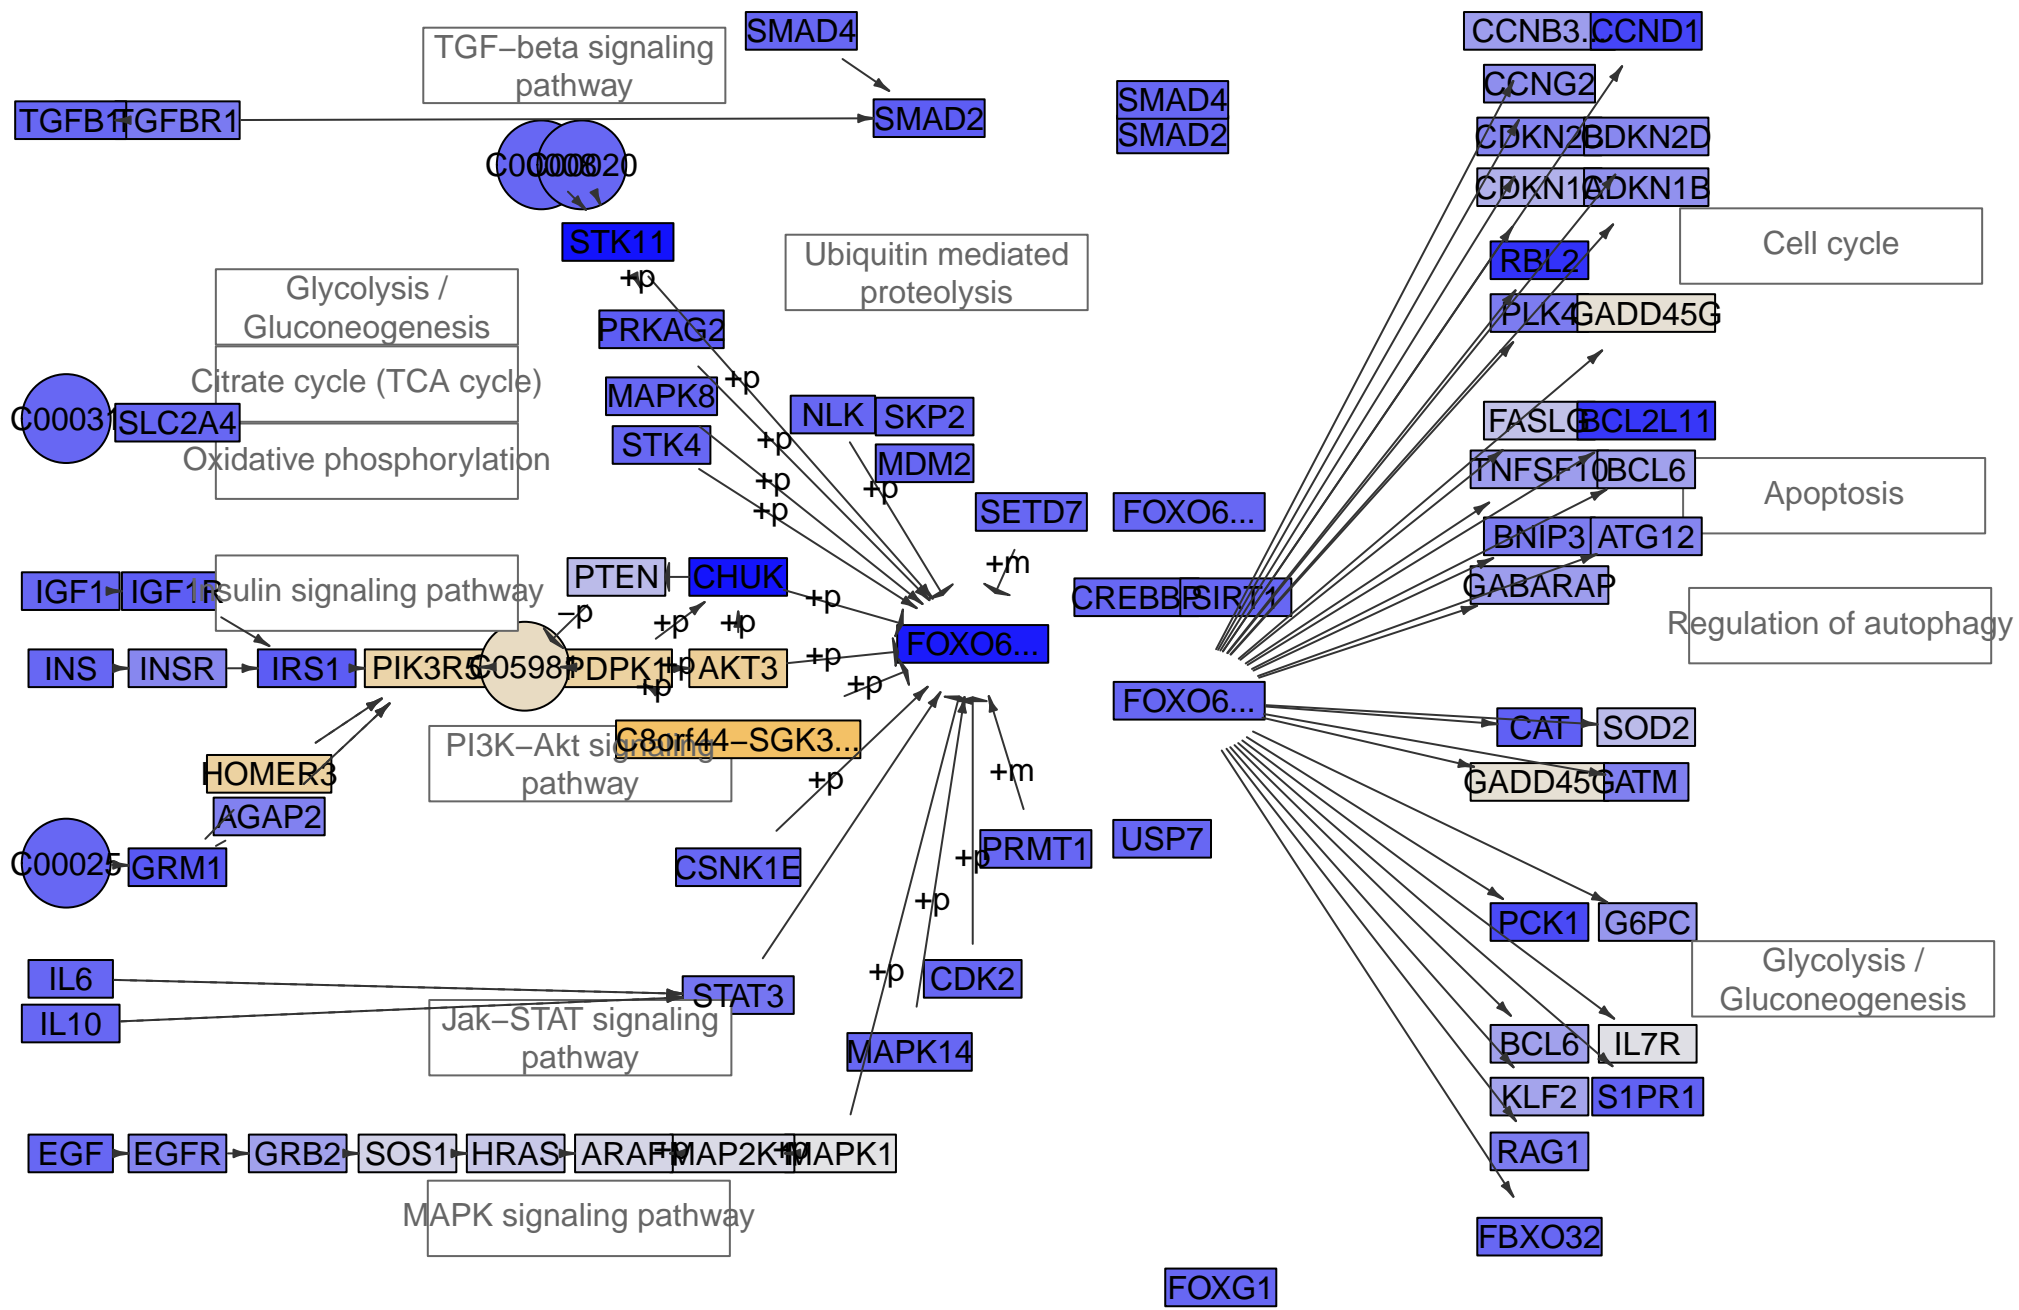 SMAD4
CCNB3...
CCND1
TGF−beta signaling
pathway
CCNG2
SMAD4
TGFB1
TGFBR1
SMAD2
SMAD2
CDKN2B
CDKN2D
C00020
CDKN1A
CDKN1B
STK11
Ubiquitin mediated
proteolysis
Cell cycle
RBL2
+p
Glycolysis /
Gluconeogenesis
PLK4
GADD45G
PRKAG2
Citrate cycle (TCA cycle)
+p
MAPK8
C00031
SLC2A4
NLK
SKP2
FASLG
BCL2L11
STK4
+p
Oxidative phosphorylation
MDM2
TNFSF10
BCL6
+p
+p
Apoptosis
+p
SETD7
FOXO6...
BNIP3
ATG12
+m
IGF1
IGF1R
Insulin signaling pathway
PTEN
CHUK
GABARAP
+p
CREBBP
SIRT1
−p
+p
+p
Regulation of autophagy
FOXO6...
INS
INSR
IRS1
PIK3R5
C05981
PDPK1
+p
AKT3
+p
+p
+p
FOXO6...
CAT
SOD2
C8orf44−SGK3...
PI3K−Akt signaling
pathway
HOMER3
+p
+m
GADD45G
ATM
AGAP2
USP7
PRMT1
C00025
GRM1
CSNK1E
+p
+p
PCK1
G6PC
IL6
+p
CDK2
Glycolysis /
Gluconeogenesis
STAT3
IL10
Jak−STAT signaling
pathway
MAPK14
BCL6
IL7R
KLF2
S1PR1
EGF
EGFR
GRB2
SOS1
HRAS
ARAF
+p
MAP2K1
+p
MAPK1
RAG1
MAPK signaling pathway
FBXO32
FOXG1